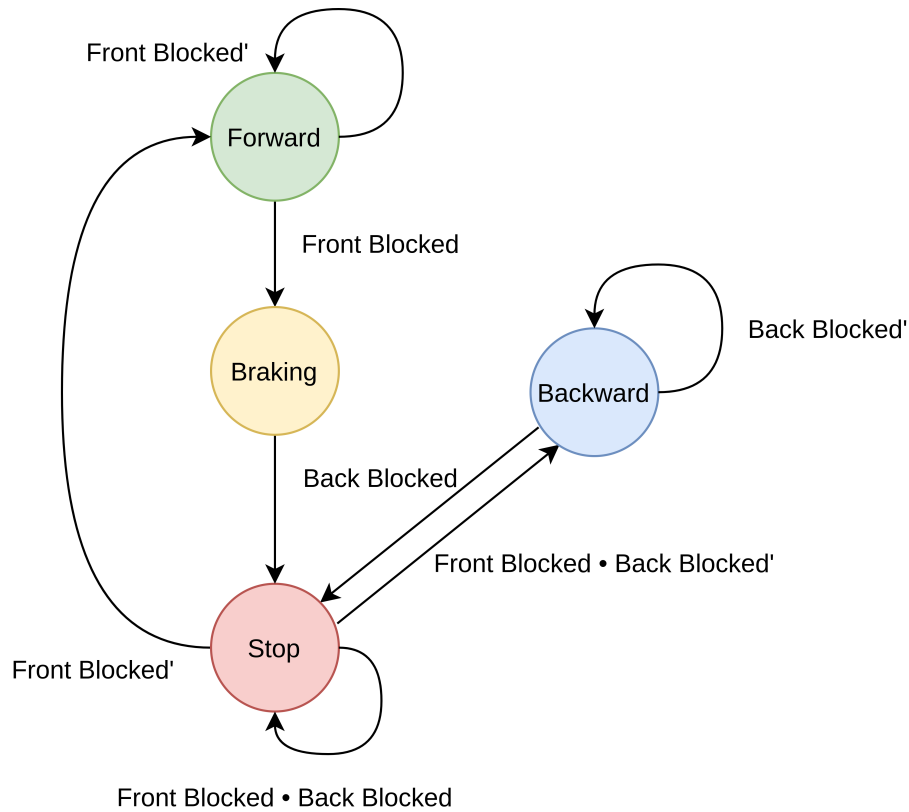 Front Blocked'
Forward
Front Blocked
Back Blocked'
Braking
Backward
Back Blocked
Front Blocked • Back Blocked'
Stop
Front Blocked'
Front Blocked • Back Blocked